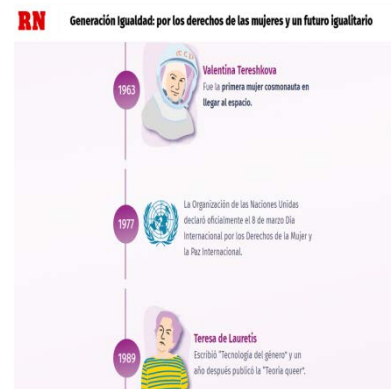 RN Generación Igualdad: por los derechos de las mujeres y un futuro igualitario
1963
Valentina Tereshkova
Fue la primera mujer cosmonauta en
llegar al espacio.
1977
La Organización de las Naciones Unidas
declaró oficialmente el 8 de marzo Día
Internacional por los Derechos de la Mujer y
la Paz Internacional.
1989
Teresa de Lauretis
Escribió "Tecnología del género" y un
año después publicó la "Teoría queer".